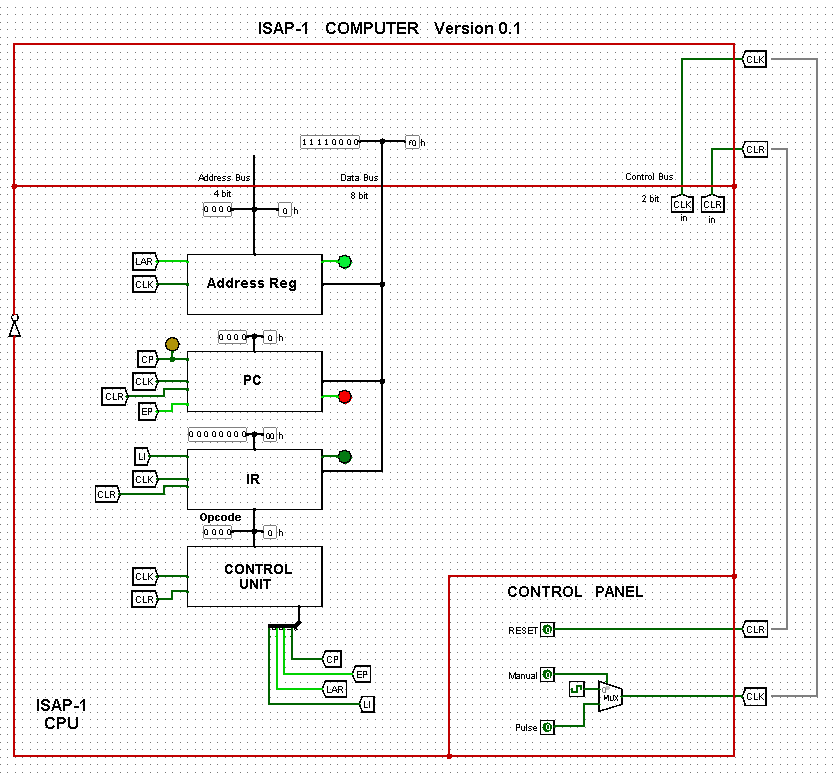 ISAP-1 COMPUTER Version 0.1
CLK
11110000 f0 h
CLR
Address Bus
4 bit
Data Bus
8 bit
Control Bus
2 bit
CLK
in
CLR
in
0000 0 h
LAR
CLK
Address Reg
0000 0 h
CP
CLK
CLR
EP
PC
00000000 00 h
LI
CLK
CLR
IR
Opcode
0000 0 h
CLK
CLR
CONTROL
UNIT
CP
EP
LAR
LI
ISAP-1
CPU
CONTROL PANEL
RESET 0
CLR
Manual 0
MUX
CLK
Pulse 0